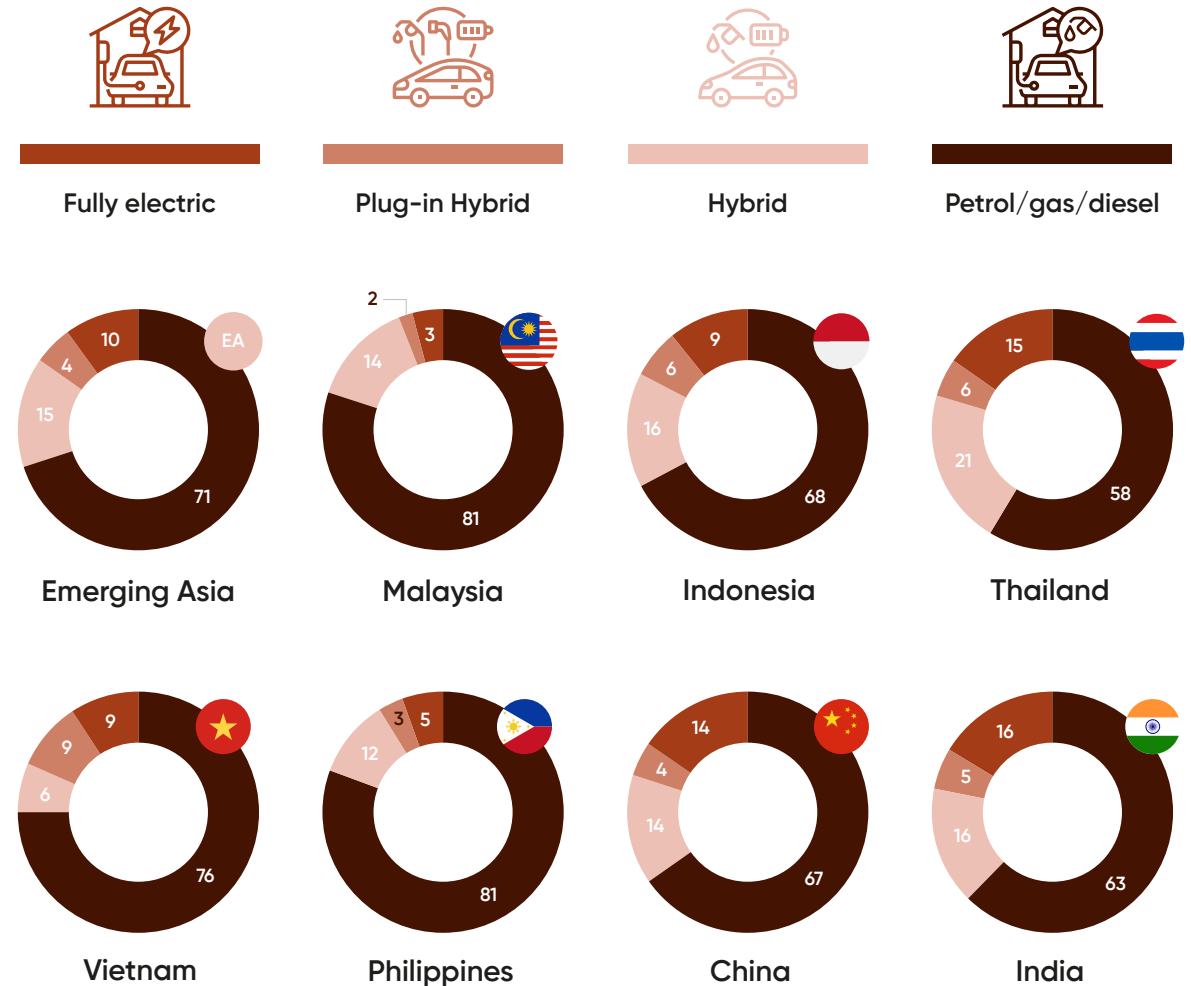 Fully electric
Plug-in Hybrid
Hybrid
Petrol/gas/diesel
10
EA
4
15
71
Emerging Asia
2
3
14
81
Malaysia
9
6
16
68
Indonesia
15
6
21
58
Thailand
9
9
6
76
Vietnam
3
5
12
81
Philippines
14
4
14
67
China
16
5
16
63
India